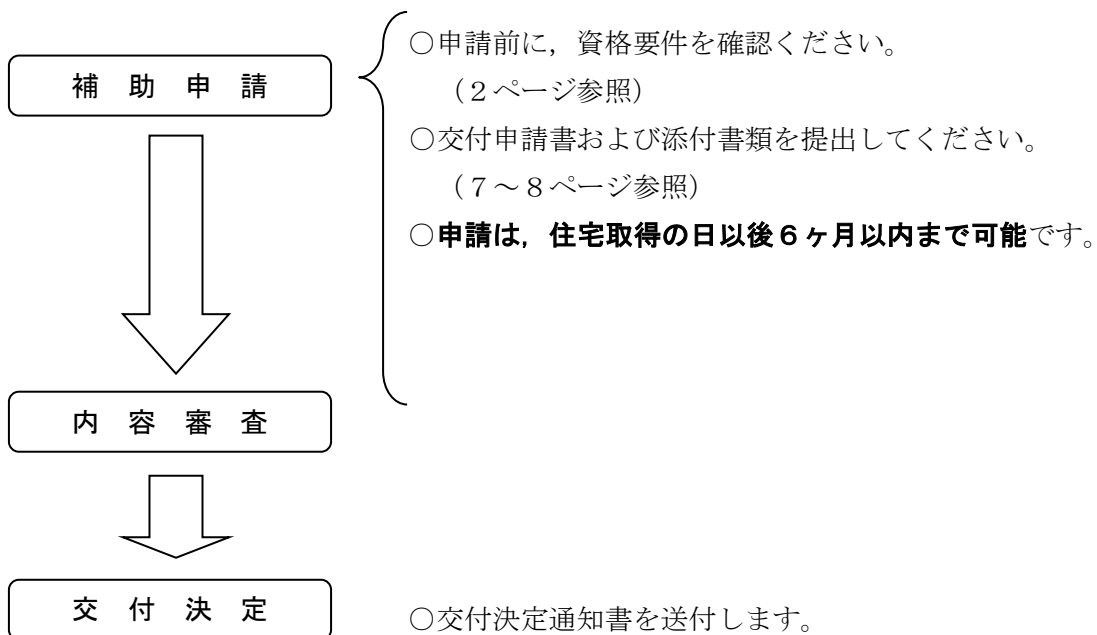 補 助 申 請
○申請前に，資格要件を確認ください。
（２ページ参照）
○交付申請書および添付書類を提出してください。
（７～８ページ参照）
○申請は，住宅取得の日以後６ヶ月以内まで可能です。
内 容 審 査
交 付 決 定
○交付決定通知書を送付します。